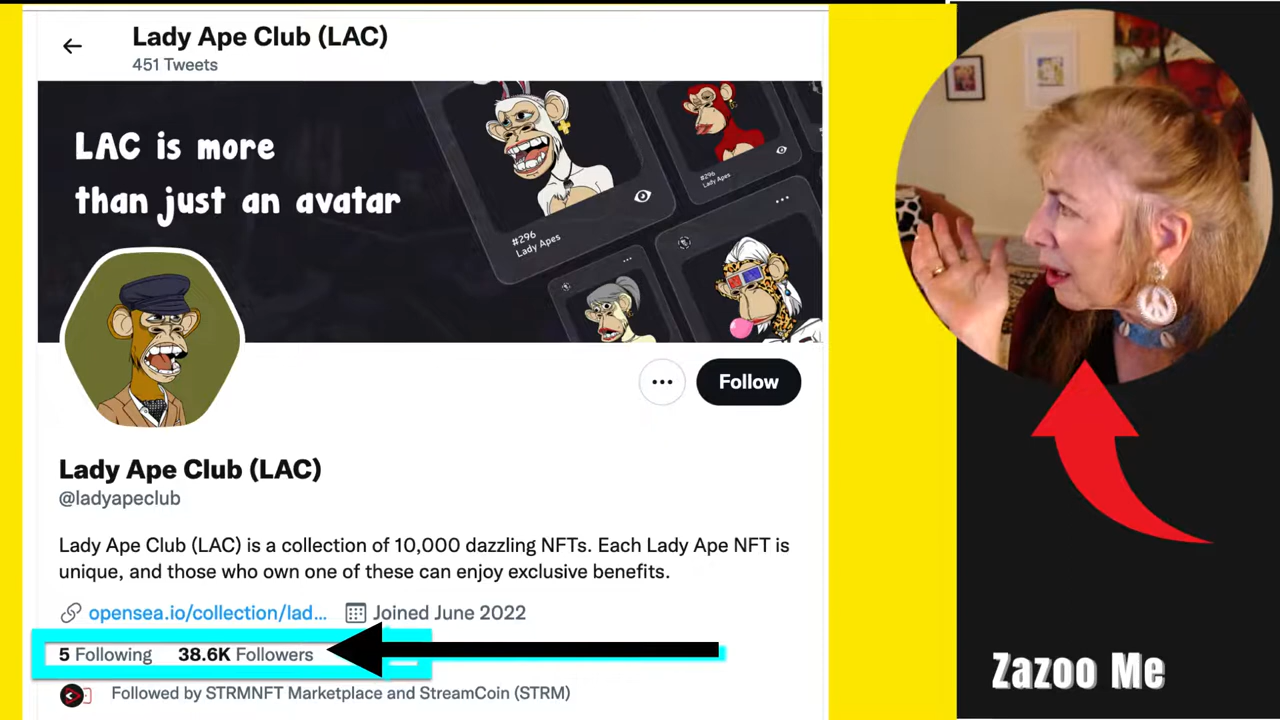 Lady Ape Club (LAC)
451 Tweets
LAC is more
than just an avatar
#296
Lady Apes
#296
Lady Apes
Follow
Lady Ape Club (LAC)
@ladyapeclub
Lady Ape Club (LAC) is a collection of 10,000 dazzling NFTs. Each Lady Ape NFT is
unique, and those who own one of these can enjoy exclusive benefits.
opensea.io/collection/lad... Joined June 2022
5 Following 38.6K Followers
Followed by STRMNFT Marketplace and StreamCoin (STRM)
Zazoo Me